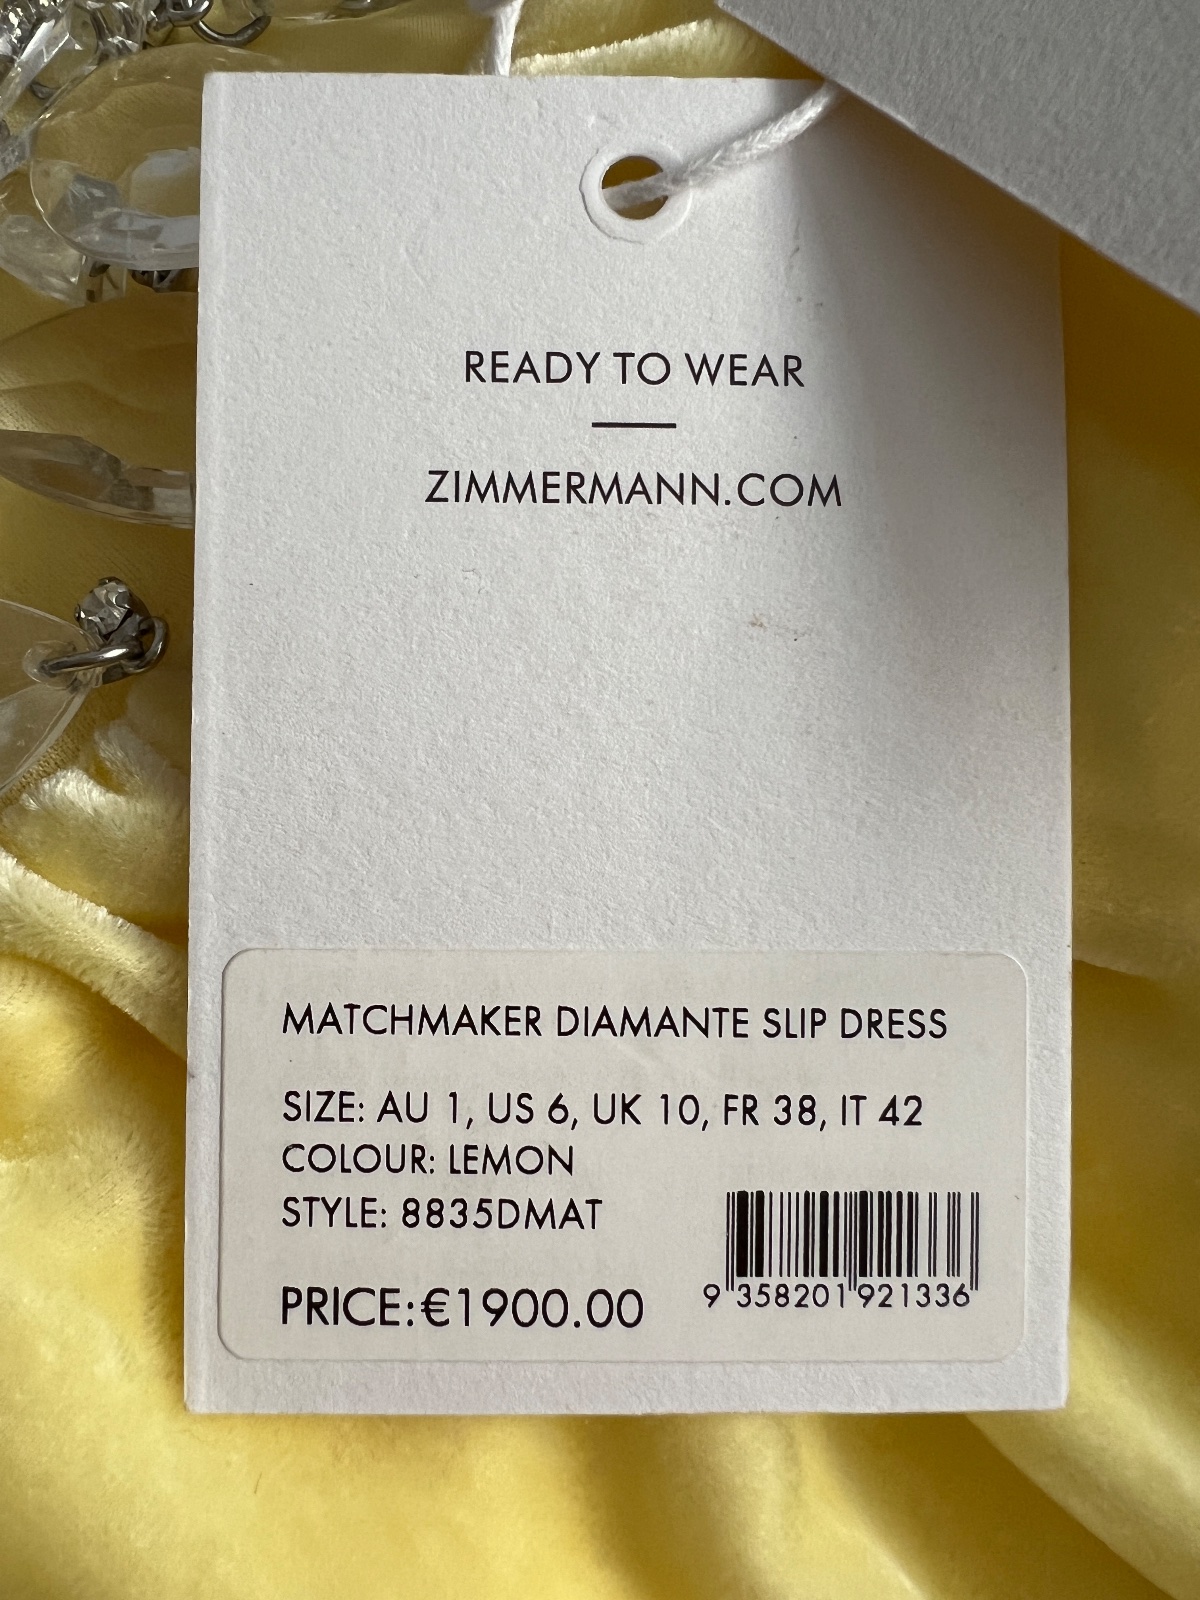 READY TO WEAR
ZIMMERMANN.COM
MATCHMAKER DIAMANTE SLIP DRESS
SIZE: AU 1, US 6, UK 10, FR 38, IT 42
COLOUR: LEMON
STYLE: 8835DMAT
PRICE:€1900.00
9 358201 921336